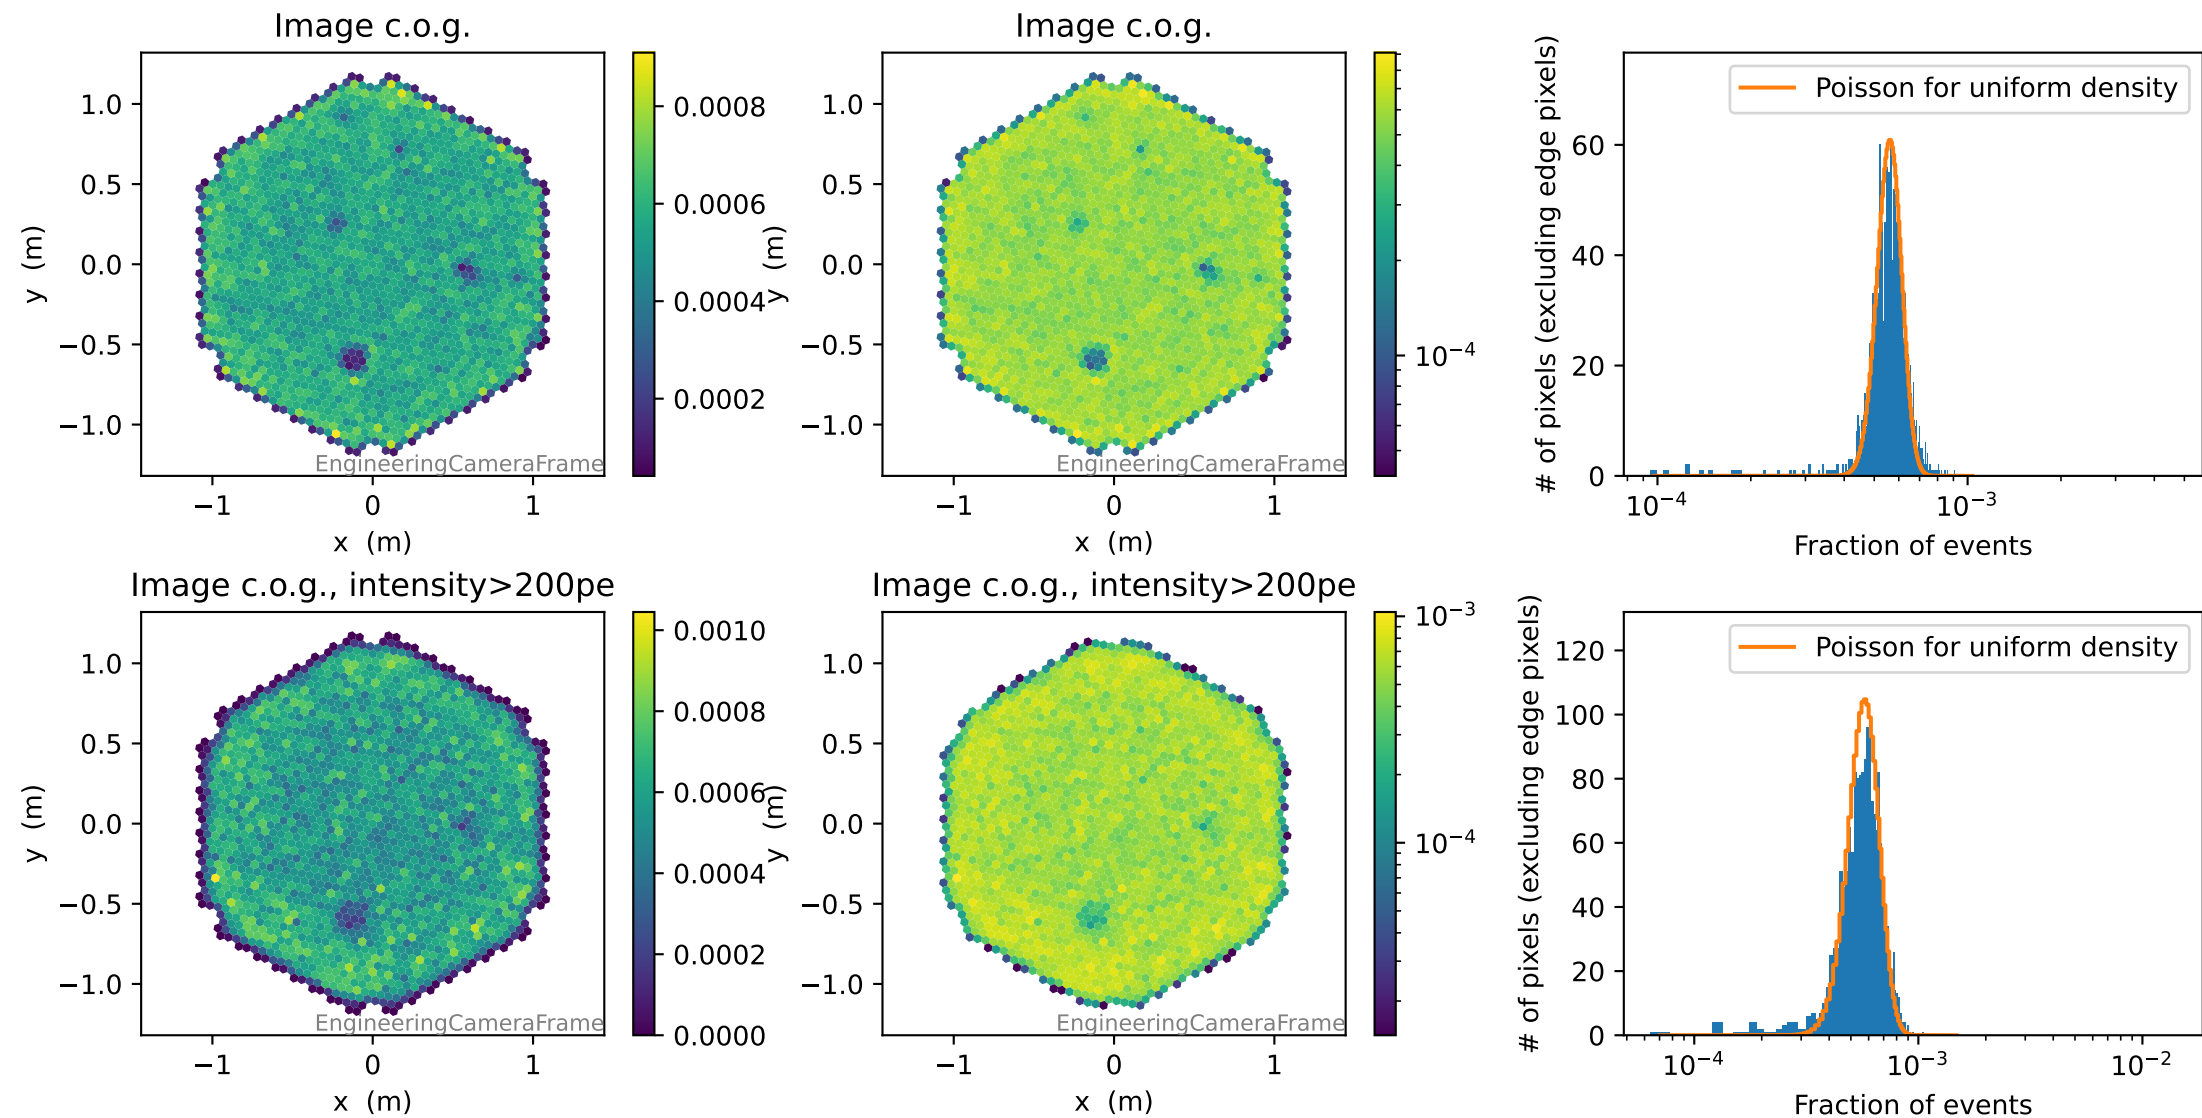 Image c.o.g.
1.0
0.5
0.0
−0.5
−1.0
y (m)
−1
0
1
x (m)
EngineeringCameraFrame
0.0008
0.0006
0.0004
0.0002
Image c.o.g.
1.0
0.5
0.0
−0.5
−1.0
y (m)
−1
0
1
x (m)
EngineeringCameraFrame
10⁻⁴
# of pixels (excluding edge pixels)
60
40
20
0
Poisson for uniform density
10⁻⁴
10⁻³
Fraction of events
Image c.o.g., intensity>200pe
1.0
0.5
0.0
−0.5
−1.0
y (m)
−1
0
1
x (m)
EngineeringCameraFrame
0.0010
0.0008
0.0006
0.0004
0.0002
0.0000
Image c.o.g., intensity>200pe
1.0
0.5
0.0
−0.5
−1.0
y (m)
−1
0
1
x (m)
EngineeringCameraFrame
10⁻³
10⁻⁴
# of pixels (excluding edge pixels)
120
100
80
60
40
20
0
Poisson for uniform density
10⁻⁴
10⁻³
10⁻²
Fraction of events